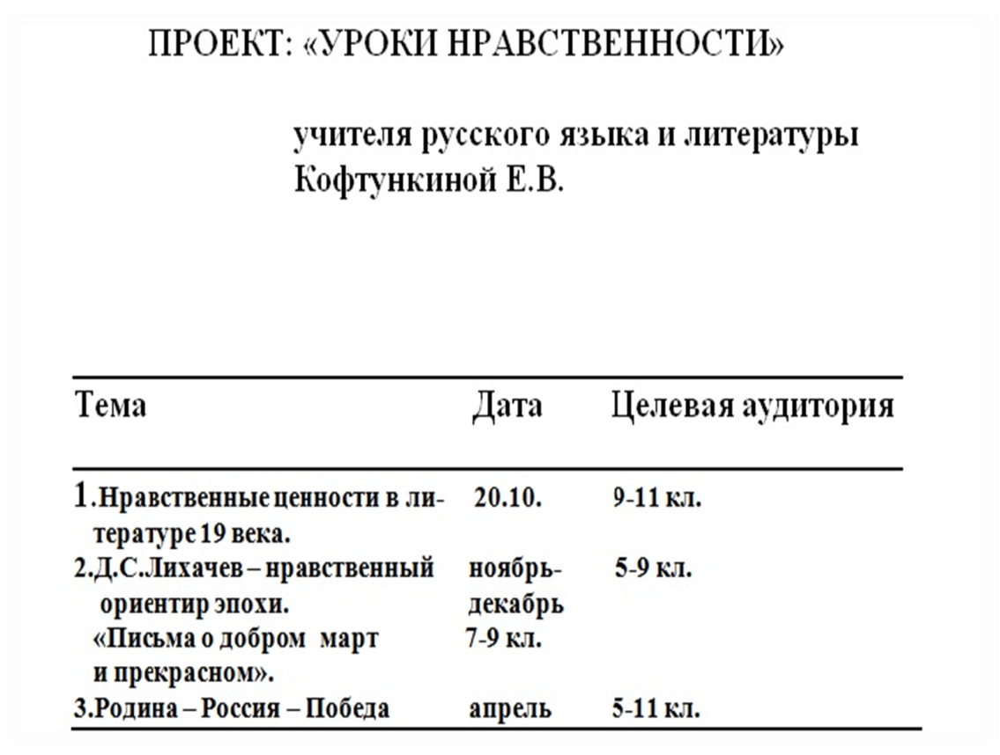 ПРОЕКТ: «УРОКИ НРАВСТВЕННОСТИ»
учителя русского языка и литературы
Кофтункиной Е.В.
Тема Дата Целевая аудитория
1.Нравственные ценности в ли- 20.10. 9-11 кл.
тературе 19 века.
2.Д.С.Лихачев – нравственный ноябрь- 5-9 кл.
ориентир эпохи. декабрь
«Письма о добром март 7-9 кл.
и прекрасном».
3.Родина – Россия – Победа апрель 5-11 кл.